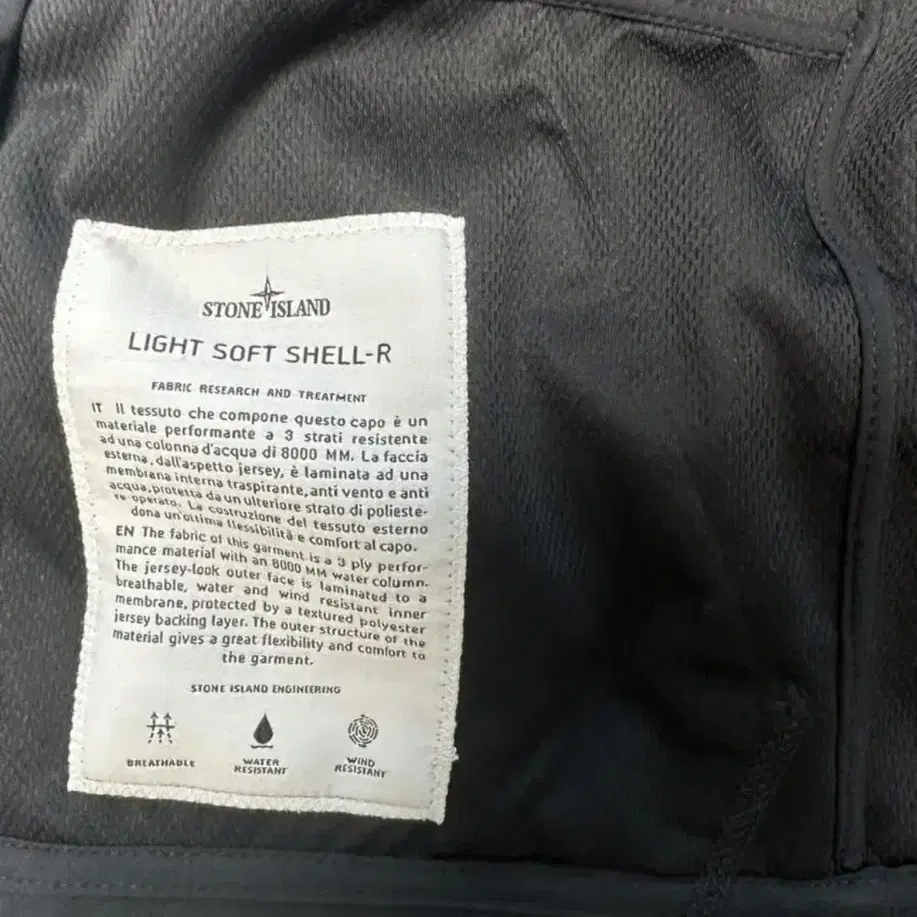 STONE ISLAND
LIGHT SOFT SHELL-R
FABRIC RESEARCH AND TREATMENT
IT Il tessuto che compone questo capo è un
materiale performante a 3 strati resistente
ad una colonna d'acqua di 8000 MM. La faccia
esterna, dall'aspetto jersey, è laminata ad una
membrana interna traspirante, anti vento e anti
acqua, protetta da un ulteriore strato di polieste-
re operato. La costruzione del tessuto esterno
dona un'ottima flessibilità e comfort al capo.
EN The fabric of this garment is a 3 ply perfor-
mance material with an 8000 MM water column.
The jersey-look outer face is laminated to a
breathable, water and wind resistant inner
membrane, protected by a textured polyester
jersey backing layer. The outer structure of the
material gives a great flexibility and comfort to
the garment.
STONE ISLAND ENGINEERING
BREATHABLE
WATER
RESISTANT
WIND
RESISTANT